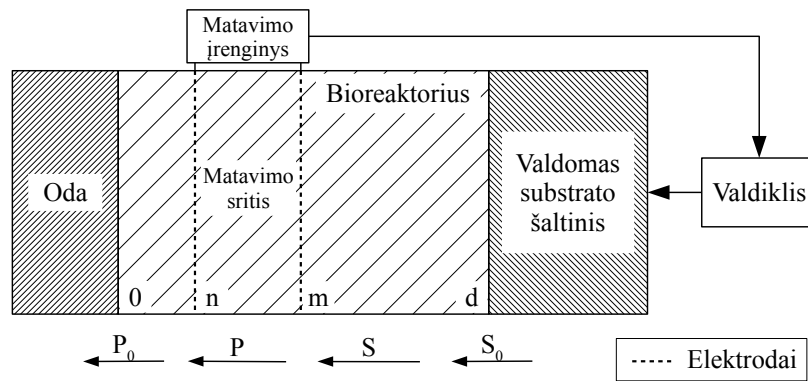 Matavimo
įrenginys
Bioreaktorius
Oda
Matavimo
sritis
Valdomas
substrato
šaltinis
Valdiklis
0 n m d
P₀ P S S₀
Elektrodai